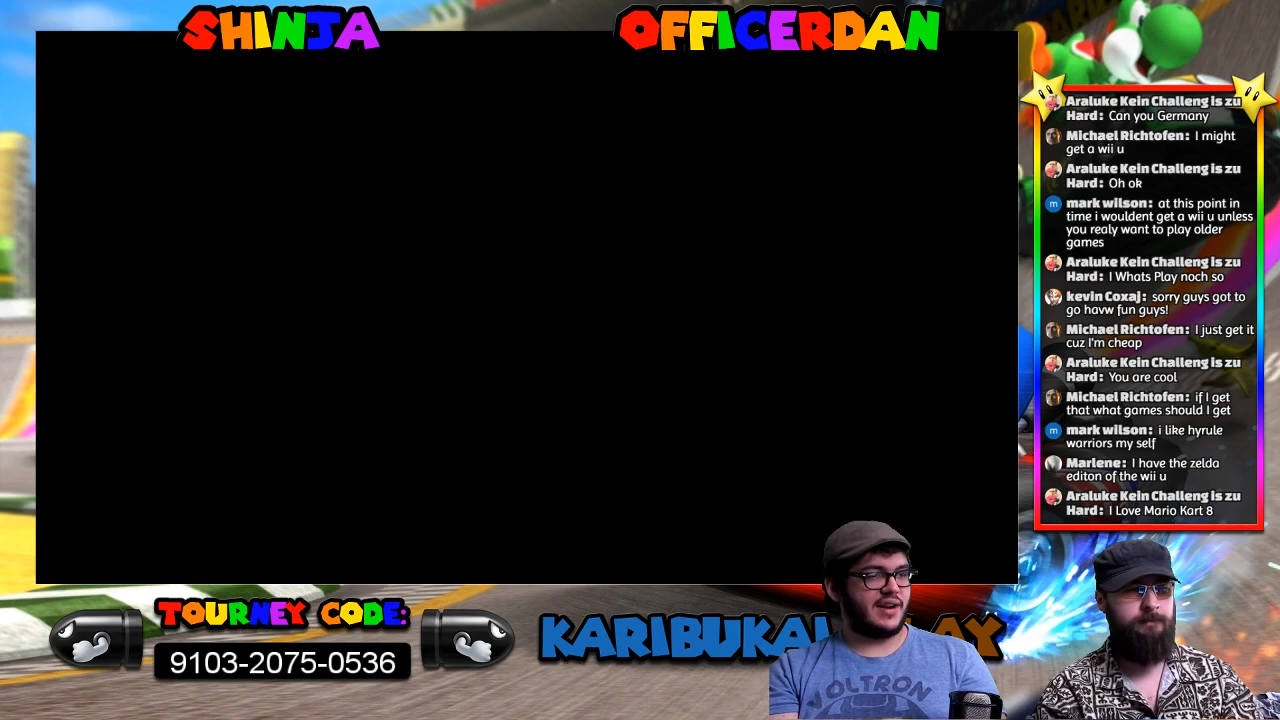 SHINJA
OFFICERDAN
Araluke Kein Challeng is zu
Hard: Can you Germany
Michael Richtofen: I might
get a wii u
Araluke Kein Challeng is zu
Hard: Oh ok
m mark wilson: at this point in
time i wouldent get a wii u unless
you realy want to play older
games
Araluke Kein Challeng is zu
Hard: I Whats Play noch so
kevin Coxaj: sorry guys got to
go havw fun guys!
Michael Richtofen: I just get it
cuz I'm cheap
Araluke Kein Challeng is zu
Hard: You are cool
Michael Richtofen: if I get
that what games should I get
m mark wilson: i like hyrule
warriors my self
Marlene: I have the zelda
editon of the wii u
Araluke Kein Challeng is zu
Hard: I Love Mario Kart 8
TOURNEY CODE:
9103-2075-0536
VOLTRON